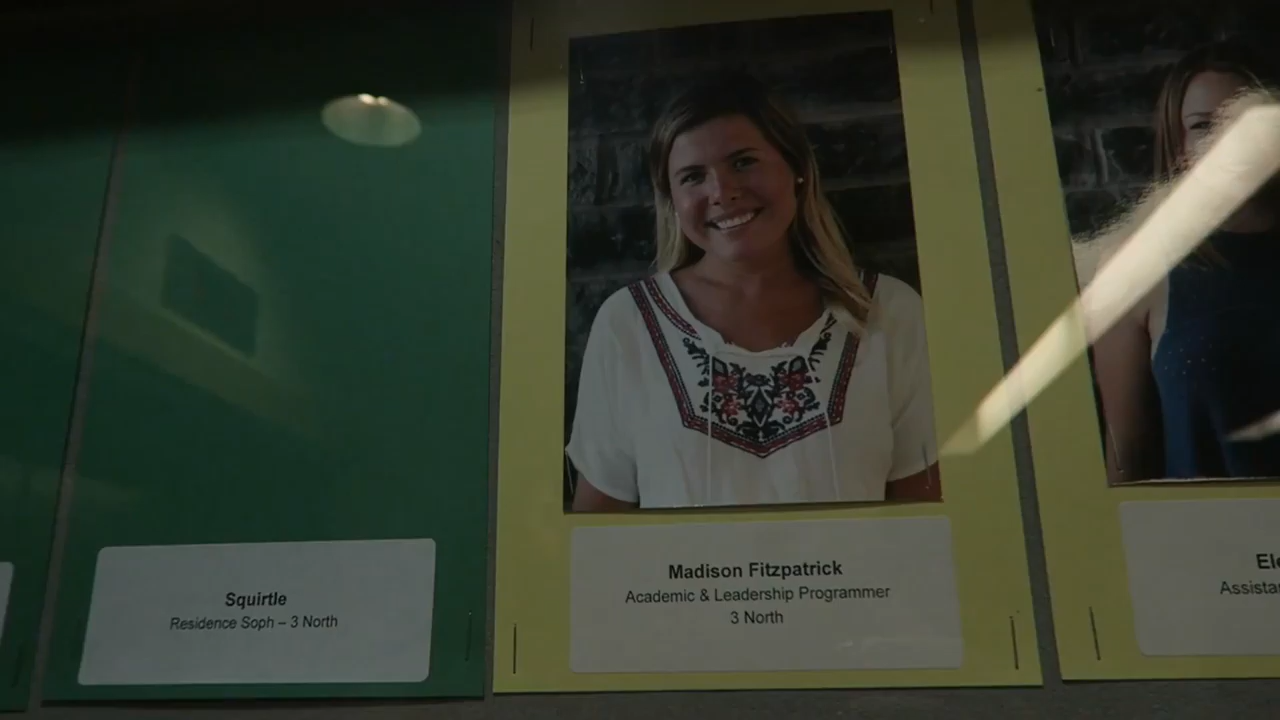 Squirtle
Residence Soph – 3 North
Madison Fitzpatrick
Academic & Leadership Programmer
3 North